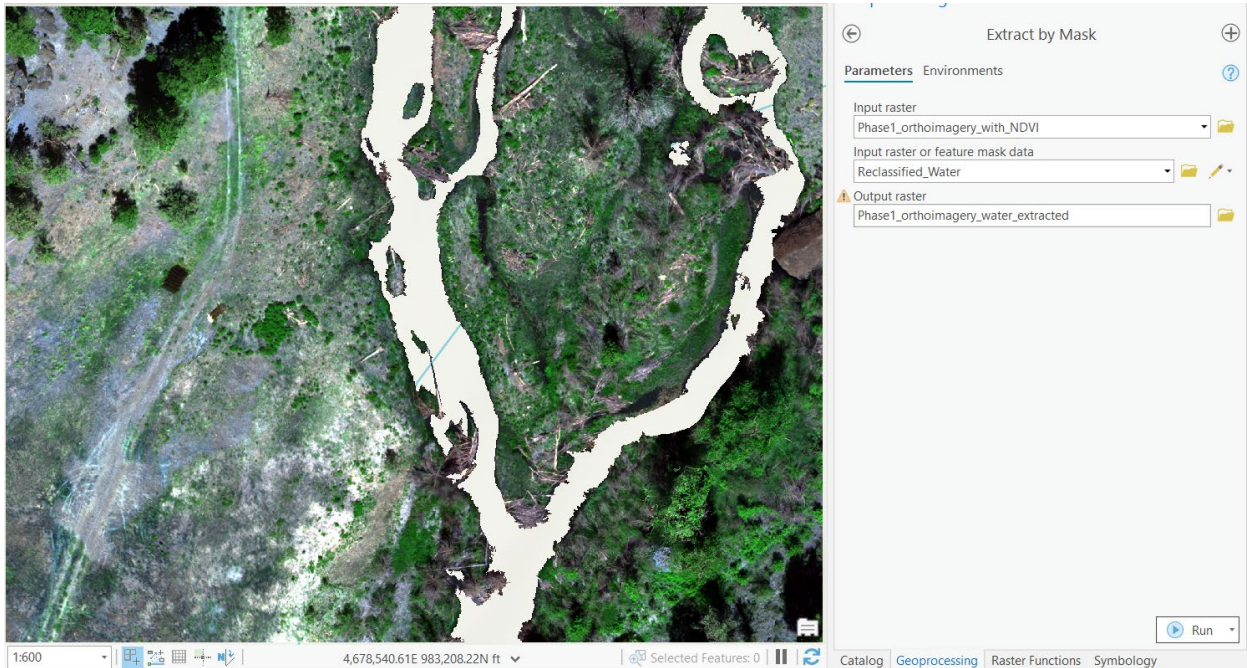 Extract by Mask
Parameters Environments
Input raster
Phase1_orthoimagery_with_NDVI
Input raster or feature mask data
Reclassified_Water
Output raster
Phase1_orthoimagery_water_extracted
Run
1:600
4,678,540.61E 983,208.22N ft
Selected Features: 0
Catalog Geoprocessing Raster Functions Symbology